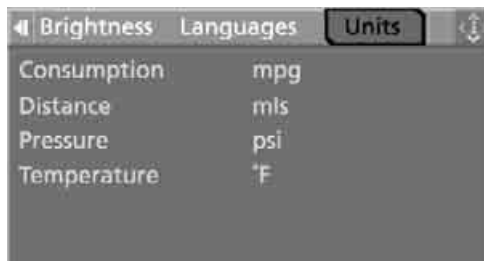 Brightness Languages Units
Consumption mpg
Distance mls
Pressure psi
Temperature °F